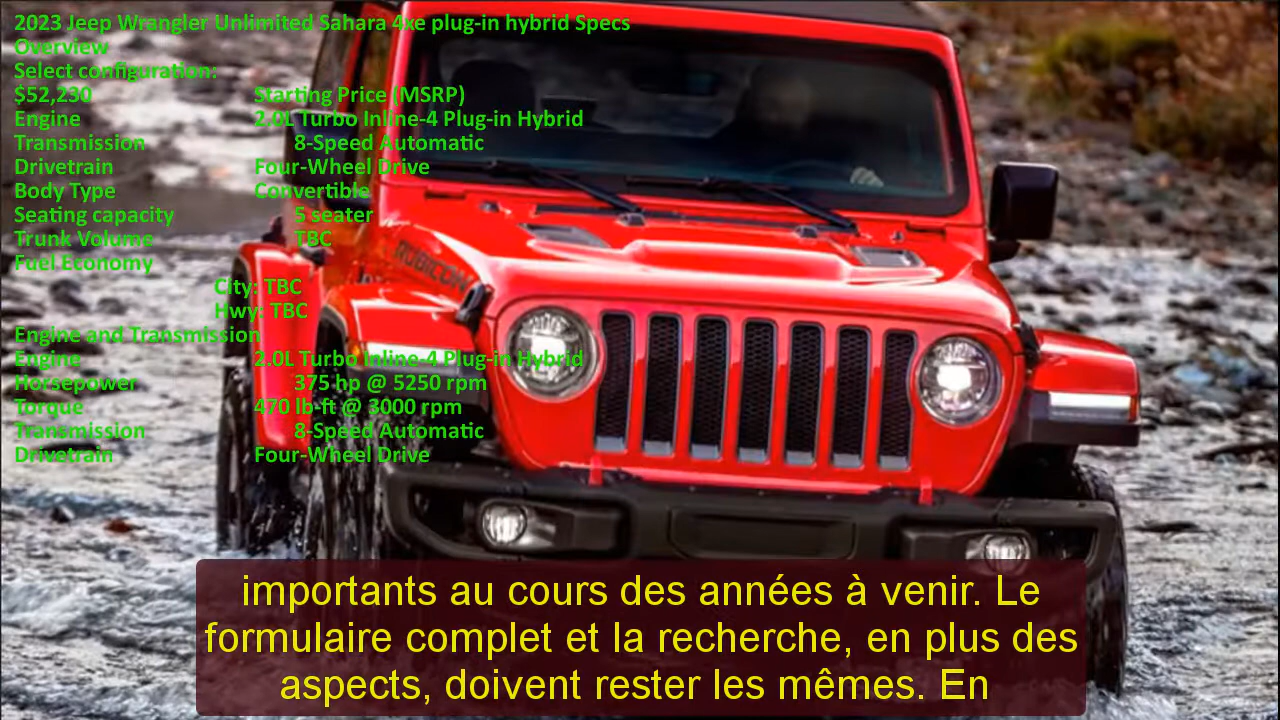 2023 Jeep Wrangler Unlimited Sahara 4xe plug-in hybrid Specs
Overview
Select configuration:
$52,230 Starting Price (MSRP)
Engine 2.0L Turbo Inline-4 Plug-in Hybrid
Transmission 8-Speed Automatic
Drivetrain Four-Wheel Drive
Body Type Convertible
Seating capacity 5 seater
Trunk Volume TBC
Fuel Economy
City: TBC
Hwy: TBC
Engine and Transmission
Engine 2.0L Turbo Inline-4 Plug-in Hybrid
Horsepower 375 hp @ 5250 rpm
Torque 470 lb-ft @ 3000 rpm
Transmission 8-Speed Automatic
Drivetrain Four-Wheel Drive
RUBICON
importants au cours des années à venir. Le
formulaire complet et la recherche, en plus des
aspects, doivent rester les mêmes. En